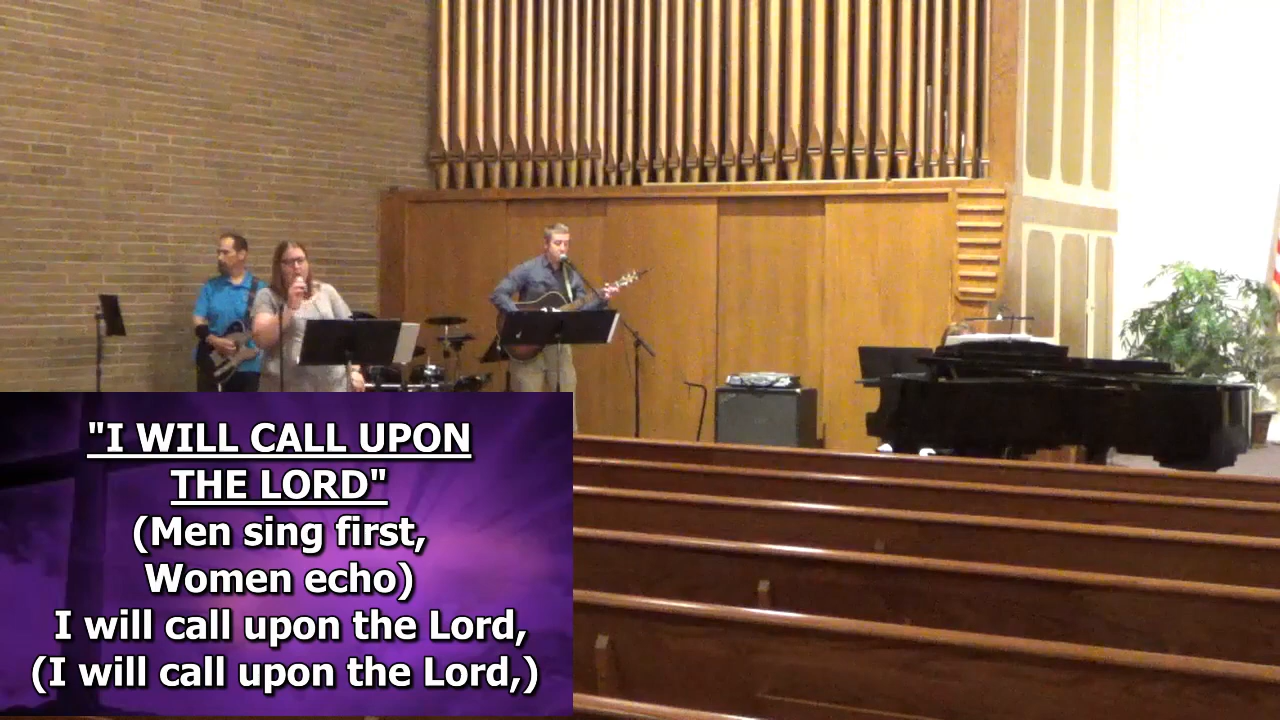 "I WILL CALL UPON
THE LORD"
(Men sing first,
Women echo)
I will call upon the Lord,
(I will call upon the Lord,)